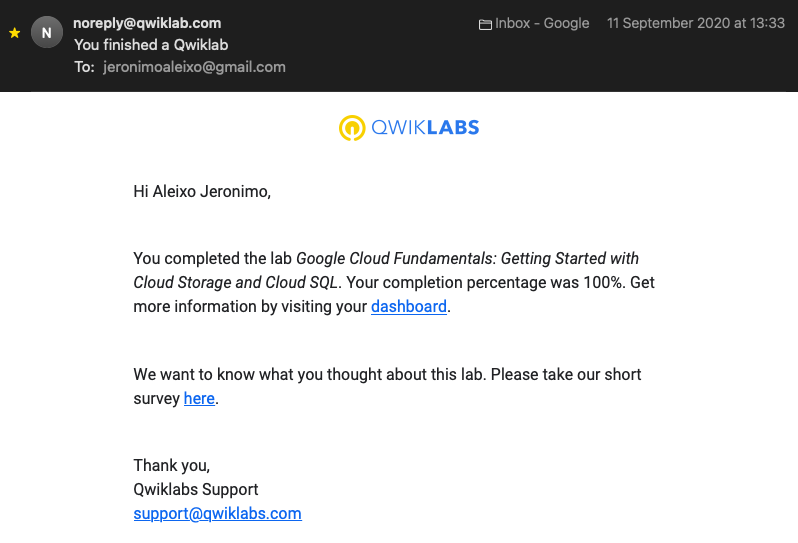 noreply@qwiklab.com
Inbox - Google 11 September 2020 at 13:33
N
You finished a Qwiklab
To: jeronimoaleixo@gmail.com
QWIKLABS
Hi Aleixo Jeronimo,
You completed the lab Google Cloud Fundamentals: Getting Started with
Cloud Storage and Cloud SQL. Your completion percentage was 100%. Get
more information by visiting your dashboard.
We want to know what you thought about this lab. Please take our short
survey here.
Thank you,
Qwiklabs Support
support@qwiklabs.com